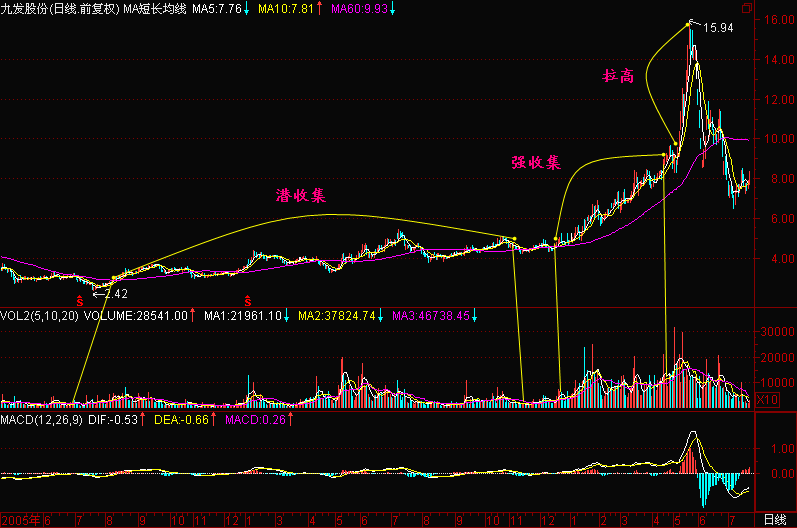 九发股份(日线.前复权) MA短长均线 MA5:7.76↓ MA10:7.81↑ MA60:9.93↓
18.00
15.94
14.00
拉高
12.00
10.00
强收集
8.00
潜收集
6.00
4.00
←2.42
S S
VOL2(5,10,20) VOLUME:28541.00↑ MA1:21961.10↓ MA2:37824.74↓ MA3:46738.45↓
30000
20000
10000
X10
MACD(12,26,9) DIF:-0.53↑ DEA:-0.66↑ MACD:0.26↑
1.00
0.00
2005年 6 7 8 9 10 11 12 1 2 3 4 5 6 7 8 9 10 11 12 1 2 3 4 5 6 7 日线